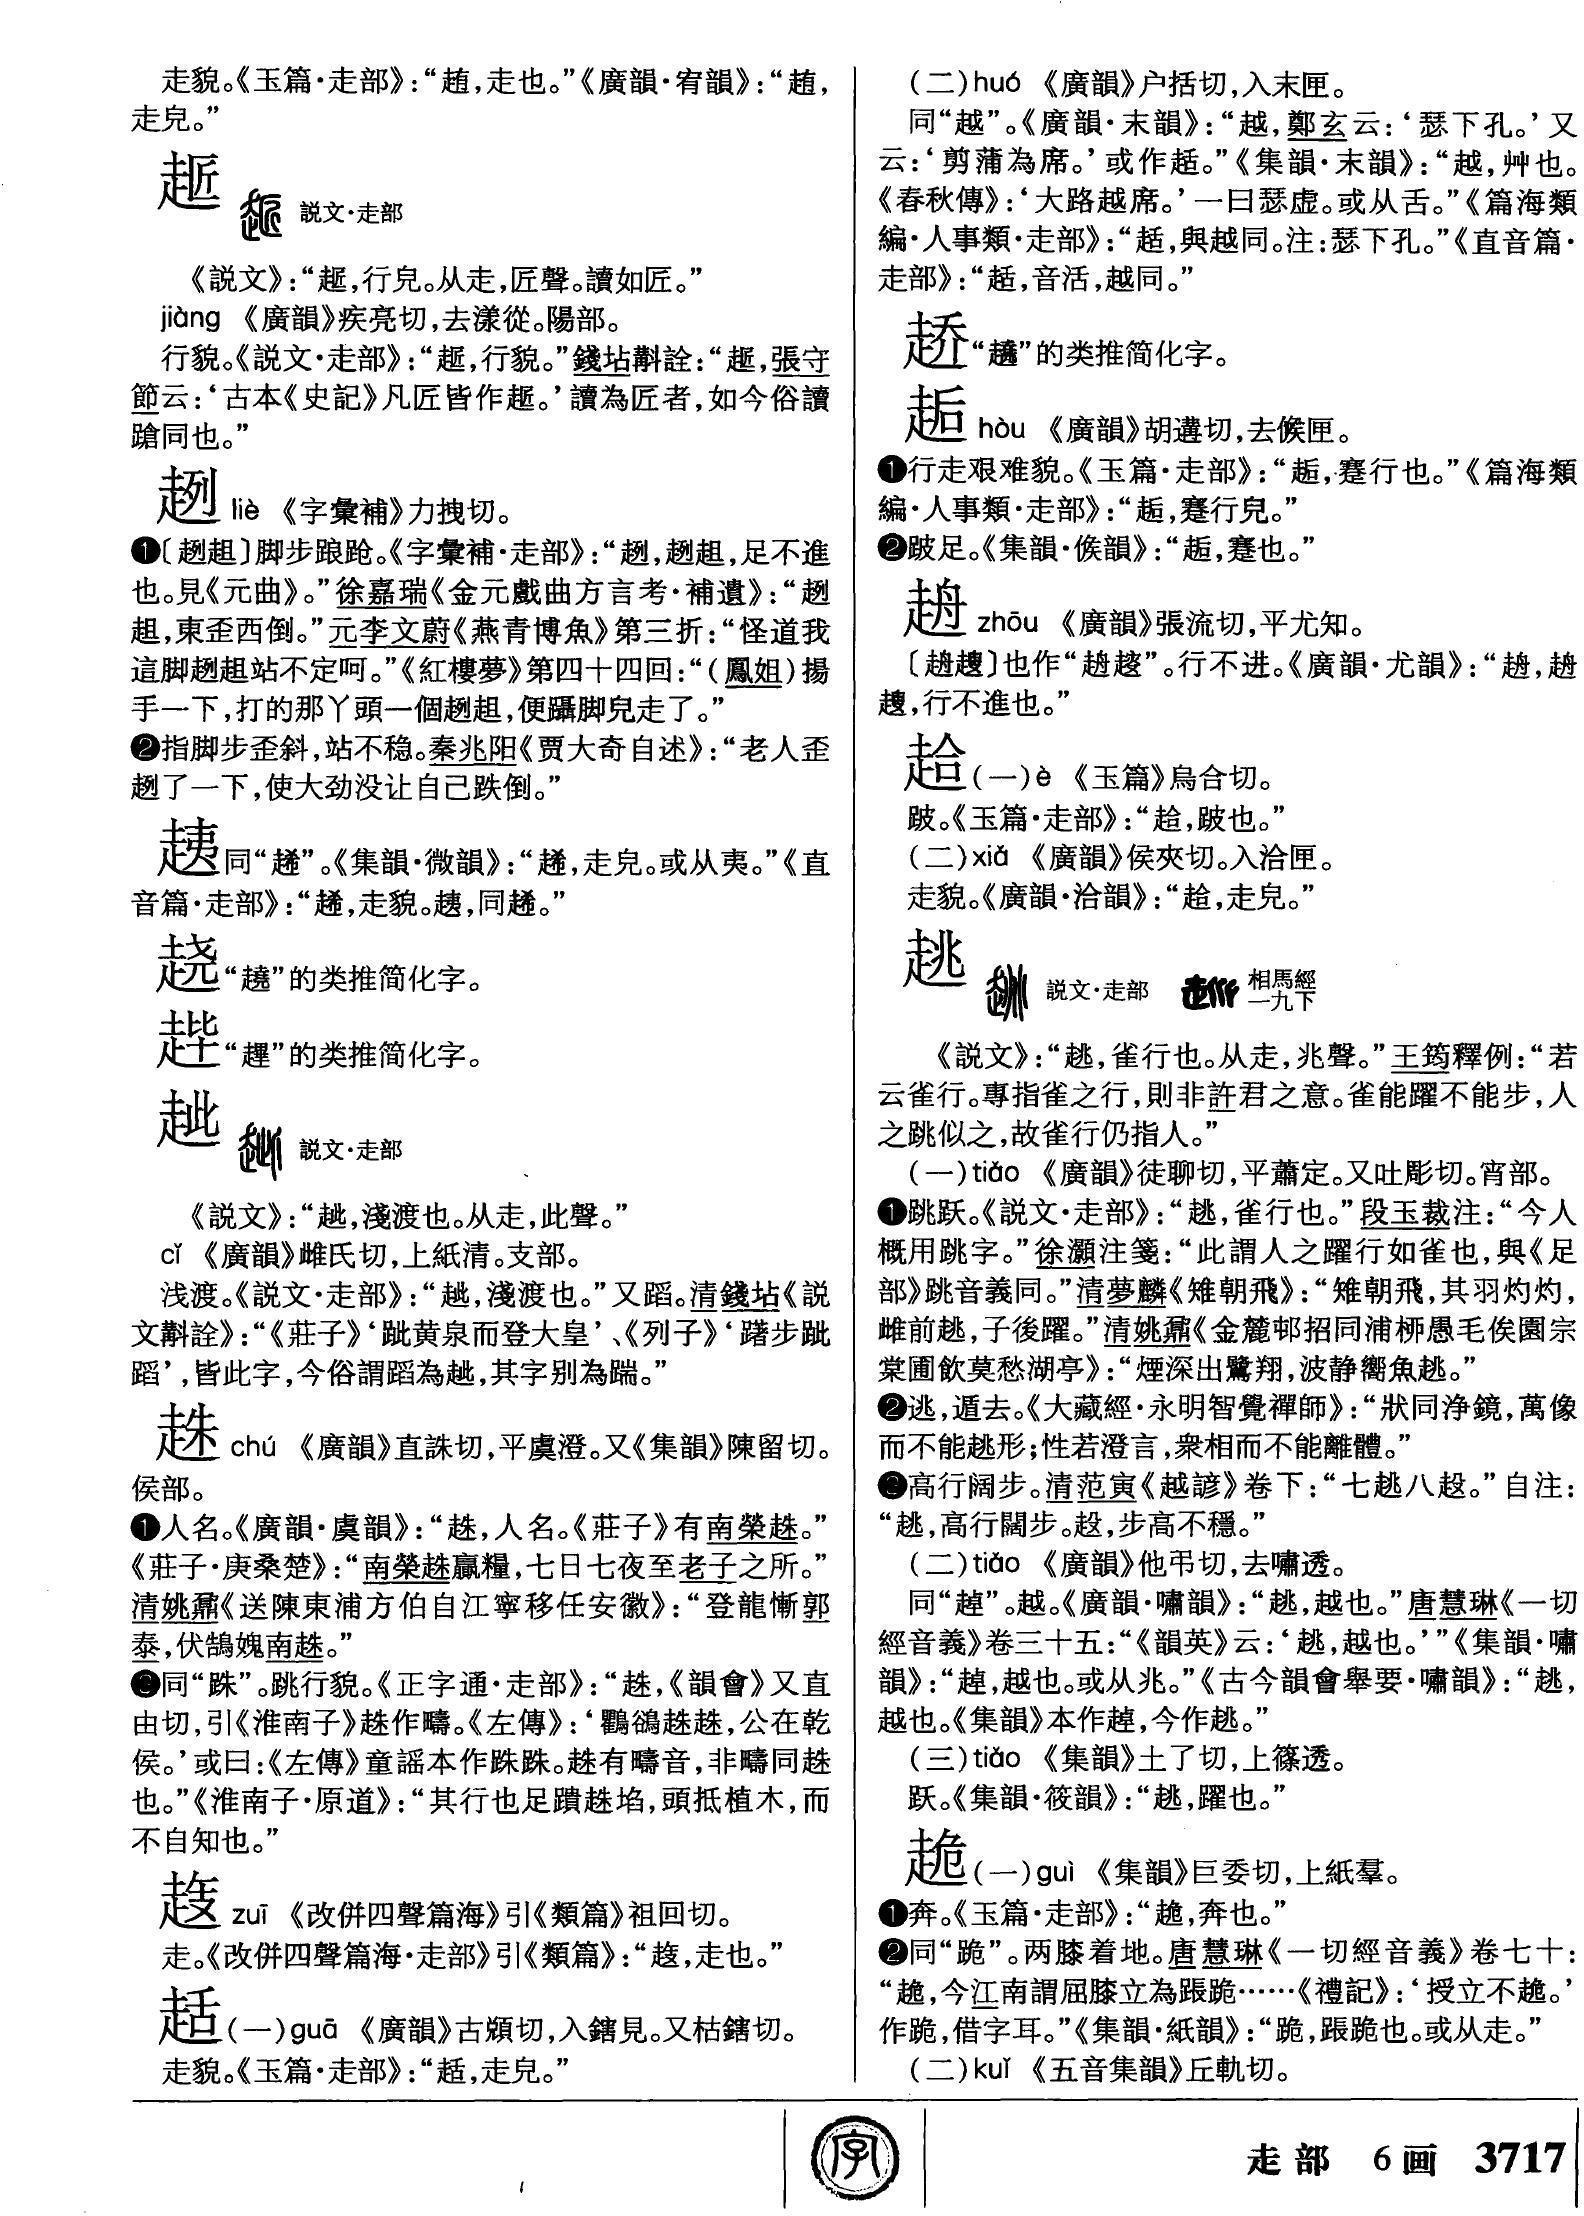 走貌。《玉篇·走部》：“䞥，走也。”《廣韻·宥韻》：“䞥，
走皃。”
䞪
説文·走部
《説文》：“䞪，行皃。从走，匠聲。讀如匠。”
jiàng 《廣韻》疾亮切，去漾從。陽部。
行貌。《説文·走部》：“䞪，行貌。”錢坫斠詮：“䞪，張守
節云：‘古本《史記》凡匠皆作䞪。’讀為匠者，如今俗讀
蹌同也。”
趔 liè 《字彙補》力拽切。
❶〔趔趄〕脚步踉跄。《字彙補·走部》：“趔，趔趄，足不進
也。見《元曲》。”徐嘉瑞《金元戲曲方言考·補遺》：“趔
趄，東歪西倒。”元李文蔚《燕青博魚》第三折：“怪道我
這脚趔趄站不定呵。”《紅樓夢》第四十四回：“（鳳姐）揚
手一下，打的那丫頭一個趔趄，便躡脚兒走了。”
❷指脚步歪斜，站不稳。秦兆阳《贾大奇自述》：“老人歪
趔了一下，使大劲没让自己跌倒。”
同“𧼪”。《集韻·微韻》：“𧼪，走皃。或从夷。”《直
音篇·走部》：“𧼪，走貌。同𧼪。”
“趬”的类推简化字。
的类推简化字。
趀
説文·走部
《説文》：“趀，淺渡也。从走，此聲。”
cǐ 《廣韻》雌氏切，上紙清。支部。
浅渡。《説文·走部》：“趀，淺渡也。”又蹈。清錢坫《説
文斠詮》：“《莊子》‘跐黄泉而登大皇’、《列子》‘躇步跐
蹈’，皆此字，今俗謂蹈為趀，其字别為踹。”
趎 chú 《廣韻》直誅切，平虞澄。又《集韻》陳留切。
侯部。
❶人名。《廣韻·虞韻》：“趎，人名。《莊子》有南榮趎。”
《莊子·庚桑楚》：“南榮趎贏糧，七日七夜至老子之所。”
清姚鼐《送陳東浦方伯自江寧移任安徽》：“登龍慚郭
泰，伏鵠媿南趎。”
❷同“跦”。跳行貌。《正字通·走部》：“趎，《韻會》又直
由切，引《淮南子》趎作疇。《左傳》：‘鸜鵒趎趎，公在乾
侯。’或曰：《左傳》童謡本作跦跦。趎有疇音，非疇同趎
也。”《淮南子·原道》：“其行也足蹪趎埳，頭抵植木，而
不自知也。”
zuī 《改併四聲篇海》引《類篇》祖回切。
走。《改併四聲篇海·走部》引《類篇》：“走也。”
趏（一）guā 《廣韻》古頒切，入鎋見。又枯鎋切。
走貌。《玉篇·走部》：“趏，走皃。”
（二）huó 《廣韻》户括切，入末匣。
同“越”。《廣韻·末韻》：“越，鄭玄云：‘瑟下孔。’又
云：‘剪蒲為席。’或作趏。”《集韻·末韻》：“越，艸也。
《春秋傳》：‘大路越席。’一曰瑟虚。或从舌。”《篇海類
編·人事類·走部》：“趏，與越同。注：瑟下孔。”《直音篇·
走部》：“趏，音活，越同。”
“趫”的类推简化字。
䞧 hòu 《廣韻》胡遘切，去候匣。
❶行走艰难貌。《玉篇·走部》：“䞧，蹇行也。”《篇海類
編·人事類·走部》：“䞧，蹇行皃。”
❷跛足。《集韻·候韻》：“䞧，蹇也。”
zhōu 《廣韻》張流切，平尤知。
也作。行不进。《廣韻·尤韻》：
行不進也。”
（一）è 《玉篇》烏合切。
跛。《玉篇·走部》：“跛也。”
（二）xiá 《廣韻》侯夾切。入洽匣。
走貌。《廣韻·洽韻》：“走皃。”
趒
説文·走部 相馬經
一九下
《説文》：“趒，雀行也。从走，兆聲。”王筠釋例：“若
云雀行。專指雀之行，則非許君之意。雀能躍不能步，人
之跳似之，故雀行仍指人。”
（一）tiáo 《廣韻》徒聊切，平蕭定。又吐彫切。宵部。
❶跳跃。《説文·走部》：“趒，雀行也。”段玉裁注：“今人
概用跳字。”徐灝注箋：“此謂人之躍行如雀也，與《足
部》跳音義同。”清夢麟《雉朝飛》：“雉朝飛，其羽灼灼，
雌前趒，子後躍。”清姚鼐《金麓邨招同浦柳愚毛俟園宗
棠圃飲莫愁湖亭》：“煙深出鷺翔，波静嚮魚趒。”
❷逃，遁去。《大藏經·永明智覺禪師》：“狀同浄鏡，萬像
而不能趒形；性若澄言，衆相而不能離體。”
❸高行阔步。清范寅《越諺》卷下：“七趒八𧻓。”自注：
“趒，高行闊步。𧻓，步高不穩。”
（二）tiào 《廣韻》他弔切，去嘯透。
同“趠”。越。《廣韻·嘯韻》：“趒，越也。”唐慧琳《一切
經音義》卷三十五：“《韻英》云：‘趒，越也。’”《集韻·嘯
韻》：“趠，越也。或从兆。”《古今韻會舉要·嘯韻》：“趒，
越也。《集韻》本作趠，今作趒。”
（三）tiǎo 《集韻》土了切，上篠透。
跃。《集韻·筱韻》：“趒，躍也。”
（一）guì 《集韻》巨委切，上紙羣。
❶奔。《玉篇·走部》：“奔也。”
❷同“跪”。两膝着地。唐慧琳《一切經音義》卷七十：
今江南謂屈膝立為䠆跪……《禮記》：‘授立不
作跪，借字耳。”《集韻·紙韻》：“跪，䠆跪也。或从走。”
（二）kuǐ 《五音集韻》丘軌切。
字
走部 6画 3717